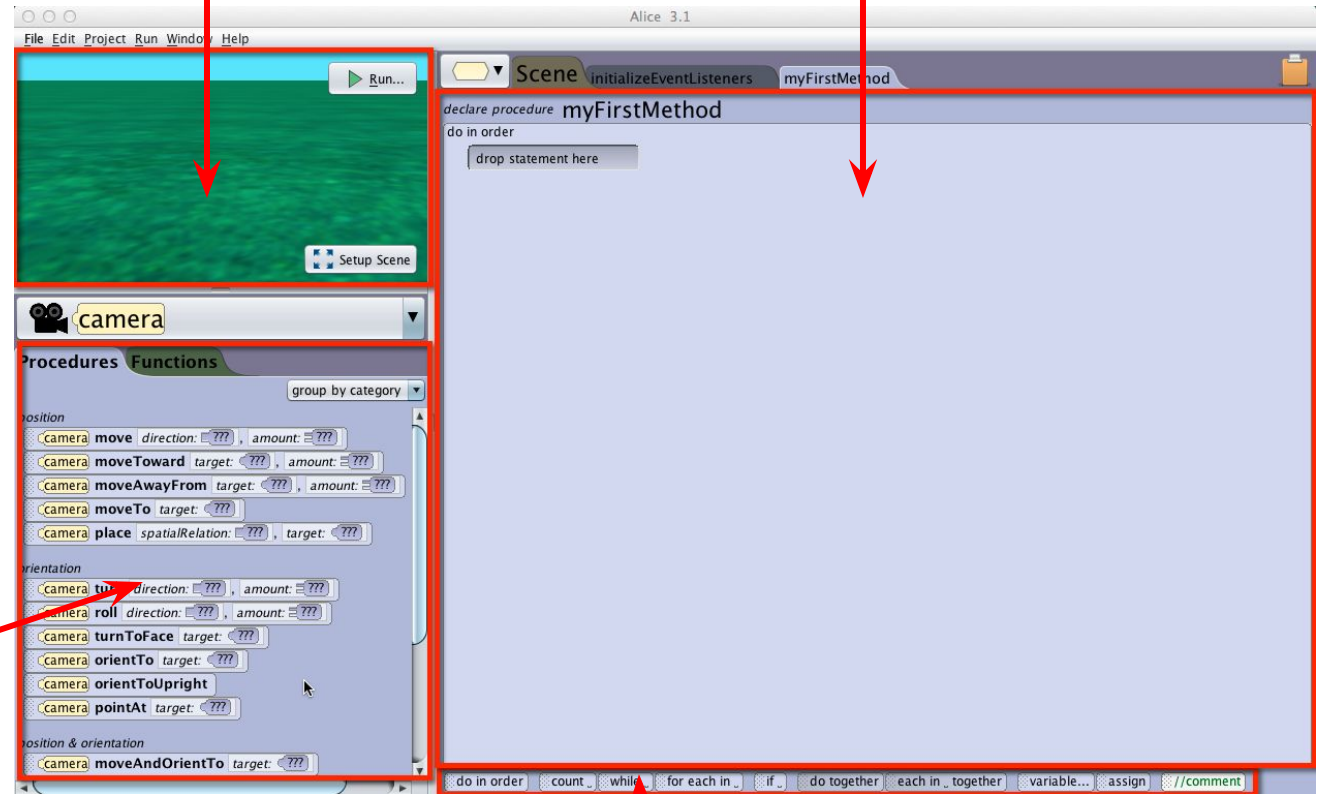 Alice 3.1
File Edit Project Run Window Help
Run...
Setup Scene
camera
Procedures Functions
group by category
position
camera move direction: ??? , amount: ???
camera moveToward target: ??? , amount: ???
camera moveAwayFrom target: ??? , amount: ???
camera moveTo target: ???
camera place spatialRelation: ??? , target: ???
orientation
camera turn direction: ??? , amount: ???
camera roll direction: ??? , amount: ???
camera turnToFace target: ???
camera orientTo target: ???
camera orientToUpright
camera pointAt target: ???
position & orientation
camera moveAndOrientTo target: ???
Scene initializeEventListeners myFirstMethod
declare procedure myFirstMethod
do in order
drop statement here
do in order count _ while _ for each in _ if _ do together each in _ together variable... assign //comment